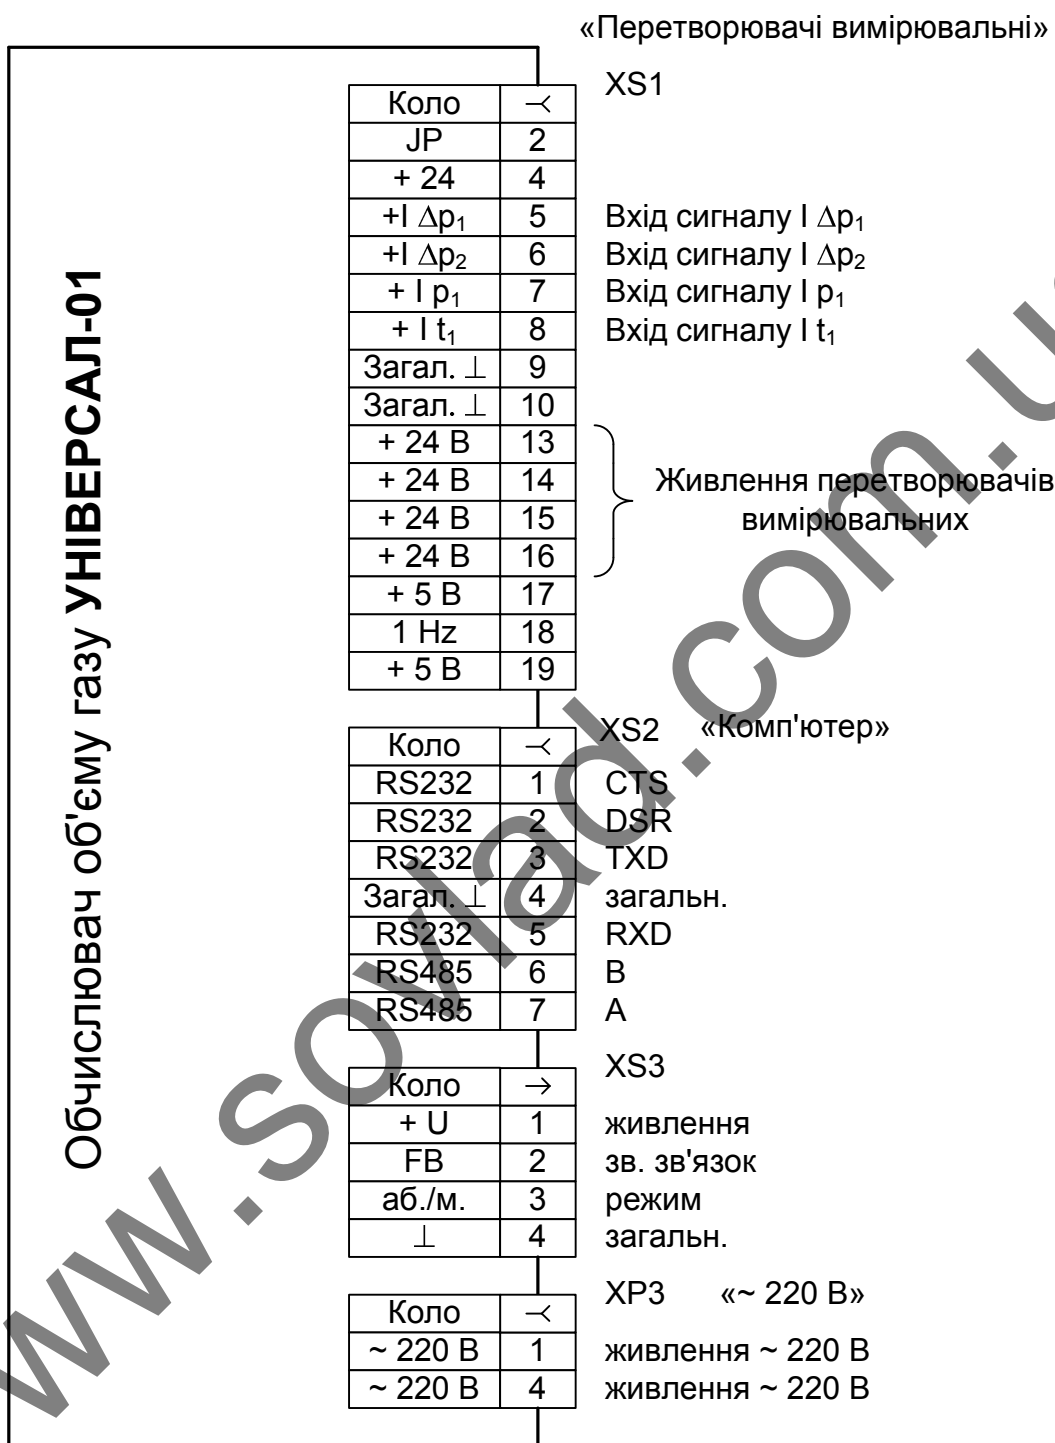 «Перетворювачі вимірювальні»
Обчислювач об'єму газу УНІВЕРСАЛ-01
XS1
Коло
JP 2
+ 24 4
+I Δp₁ 5 Вхід сигналу I Δp₁
+I Δp₂ 6 Вхід сигналу I Δp₂
+ I p₁ 7 Вхід сигналу I p₁
+ I t₁ 8 Вхід сигналу I t₁
Загал. ⊥ 9
Загал. ⊥ 10
+ 24 В 13
+ 24 В 14
+ 24 В 15
+ 24 В 16
Живлення перетворювачів
вимірювальних
+ 5 В 17
1 Hz 18
+ 5 В 19
XS2 «Комп'ютер»
Коло
RS232 1 CTS
RS232 2 DSR
RS232 3 TXD
Загал. ⊥ 4 загальн.
RS232 5 RXD
RS485 6 B
RS485 7 A
XS3
Коло →
+ U 1 живлення
FB 2 зв. зв'язок
аб./м. 3 режим
⊥ 4 загальн.
XP3 «~ 220 В»
Коло
~ 220 В 1 живлення ~ 220 В
~ 220 В 4 живлення ~ 220 В
www.sovlad.com.u